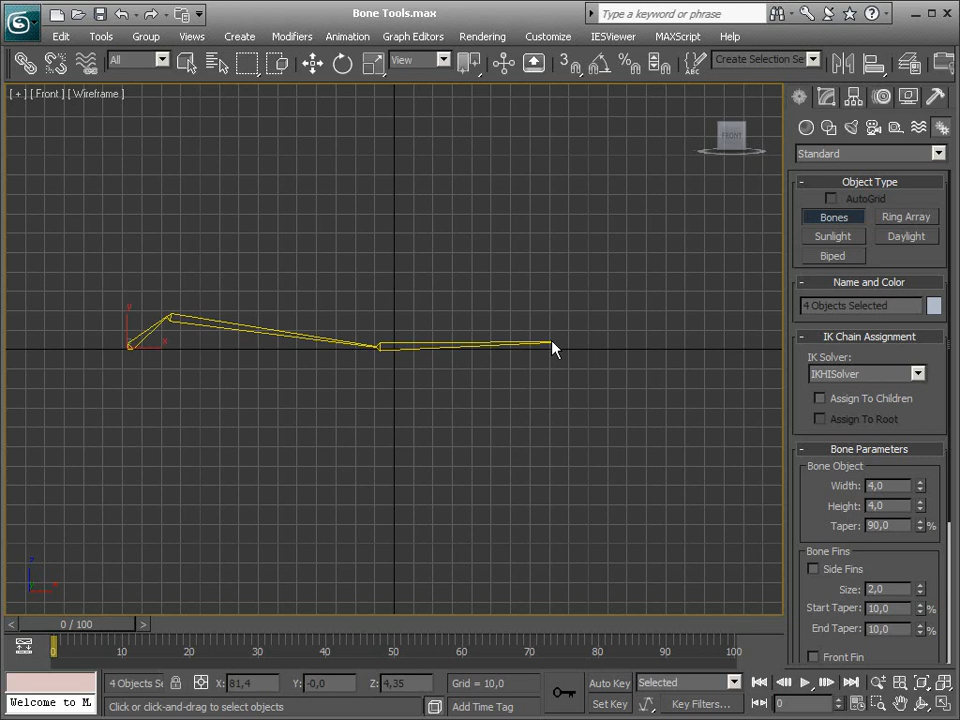 Bone Tools.max
Type a keyword or phrase
Edit Tools Group Views Create Modifiers Animation Graph Editors Rendering Customize IESViewer MAXScript Help
All View Create Selection Se
[ + ] [ Front ] [ Wireframe ]
FRONT
Standard
- Object Type
AutoGrid
Bones Ring Array
Sunlight Daylight
Biped
- Name and Color
4 Objects Selected
- IK Chain Assignment
IK Solver:
IKHISolver
Assign To Children
Assign To Root
- Bone Parameters
Bone Object
Width: 4,0
Height: 4,0
Taper: 90,0 %
Bone Fins
Side Fins
Size: 2,0
Start Taper: 10,0 %
End Taper: 10,0 %
Front Fin
Y
X
z
x
< 0 / 100 >
0 10 20 30 40 50 60 70 80 90 100
4 Objects Se X: 81,4 Y: -0,0 Z: 4,35 Grid = 10,0 Auto Key Selected
Welcome to M Click or click-and-drag to select objects Add Time Tag Set Key Key Filters... 0